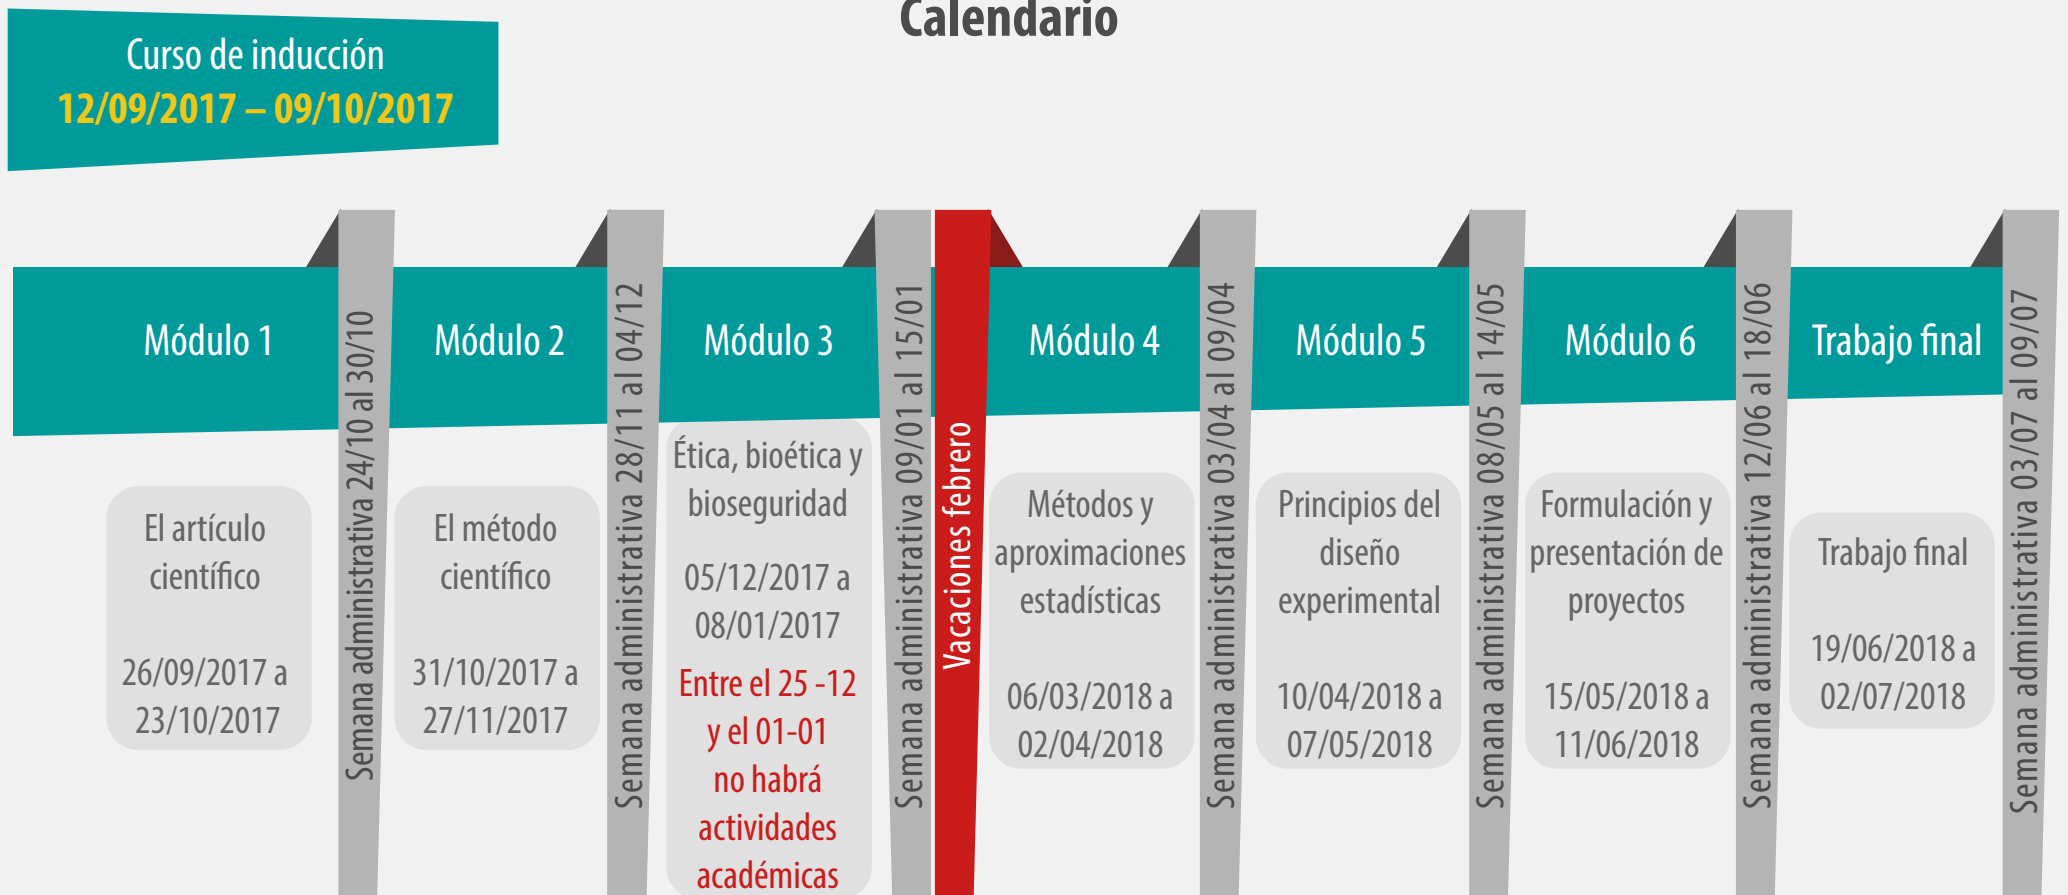 Calendario
Curso de inducción
12/09/2017 – 09/10/2017
Módulo 1
El artículo
científico
26/09/2017 a
23/10/2017
Semana administrativa 24/10 al 30/10
Módulo 2
El método
científico
31/10/2017 a
27/11/2017
Semana administrativa 28/11 al 04/12
Módulo 3
Ética, bioética y
bioseguridad
05/12/2017 a
08/01/2017
Entre el 25 -12
y el 01-01
no habrá
actividades
académicas
Semana administrativa 09/01 al 15/01
Vacaciones febrero
Módulo 4
Métodos y
aproximaciones
estadísticas
06/03/2018 a
02/04/2018
Semana administrativa 03/04 al 09/04
Módulo 5
Principios del
diseño
experimental
10/04/2018 a
07/05/2018
Semana administrativa 08/05 al 14/05
Módulo 6
Formulación y
presentación de
proyectos
15/05/2018 a
11/06/2018
Semana administrativa 12/06 al 18/06
Trabajo final
Trabajo final
19/06/2018 a
02/07/2018
Semana administrativa 03/07 al 09/07